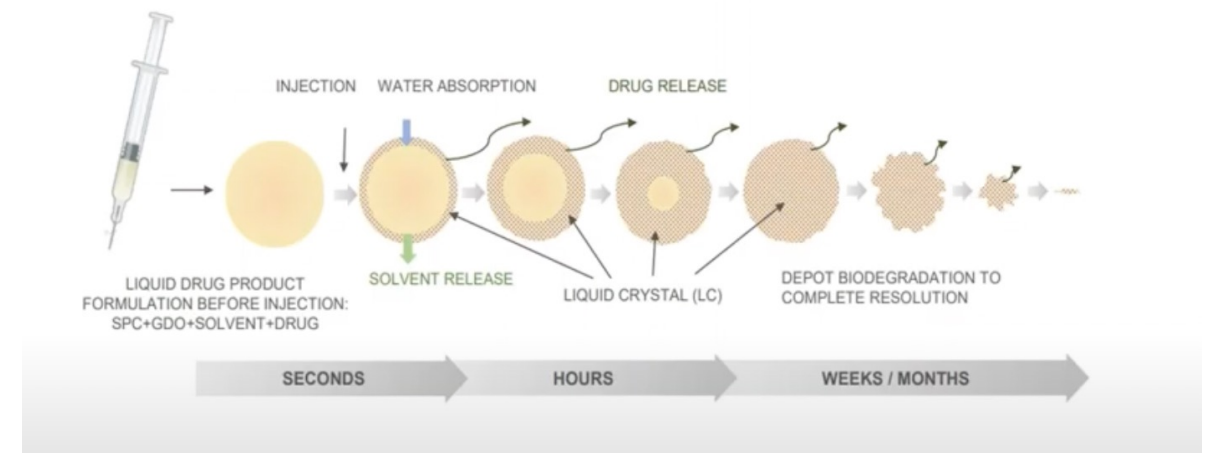 INJECTION
WATER ABSORPTION
DRUG RELEASE
SOLVENT RELEASE
LIQUID DRUG PRODUCT
FORMULATION BEFORE INJECTION:
SPC+GDO+SOLVENT+DRUG
LIQUID CRYSTAL (LC)
DEPOT BIODEGRADATION TO
COMPLETE RESOLUTION
SECONDS
HOURS
WEEKS / MONTHS